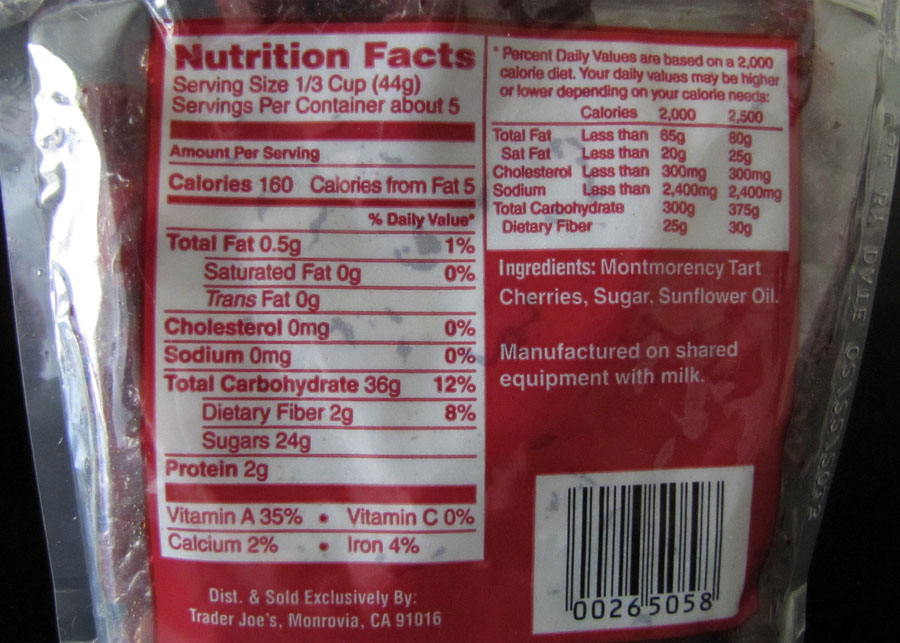 Nutrition Facts
Serving Size 1/3 Cup (44g)
Servings Per Container about 5
Amount Per Serving
Calories 160 Calories from Fat 5
% Daily Value*
Total Fat 0.5g 1%
Saturated Fat 0g 0%
Trans Fat 0g
Cholesterol 0mg 0%
Sodium 0mg 0%
Total Carbohydrate 36g 12%
Dietary Fiber 2g 8%
Sugars 24g
Protein 2g
Vitamin A 35% • Vitamin C 0%
Calcium 2% • Iron 4%
Dist. & Sold Exclusively By:
Trader Joe's, Monrovia, CA 91016
* Percent Daily Values are based on a 2,000
calorie diet. Your daily values may be higher
or lower depending on your calorie needs:
Calories 2,000 2,500
Total Fat Less than 65g 80g
Sat Fat Less than 20g 25g
Cholesterol Less than 300mg 300mg
Sodium Less than 2,400mg 2,400mg
Total Carbohydrate 300g 375g
Dietary Fiber 25g 30g
Ingredients: Montmorency Tart
Cherries, Sugar, Sunflower Oil.
Manufactured on shared
equipment with milk.
00265058